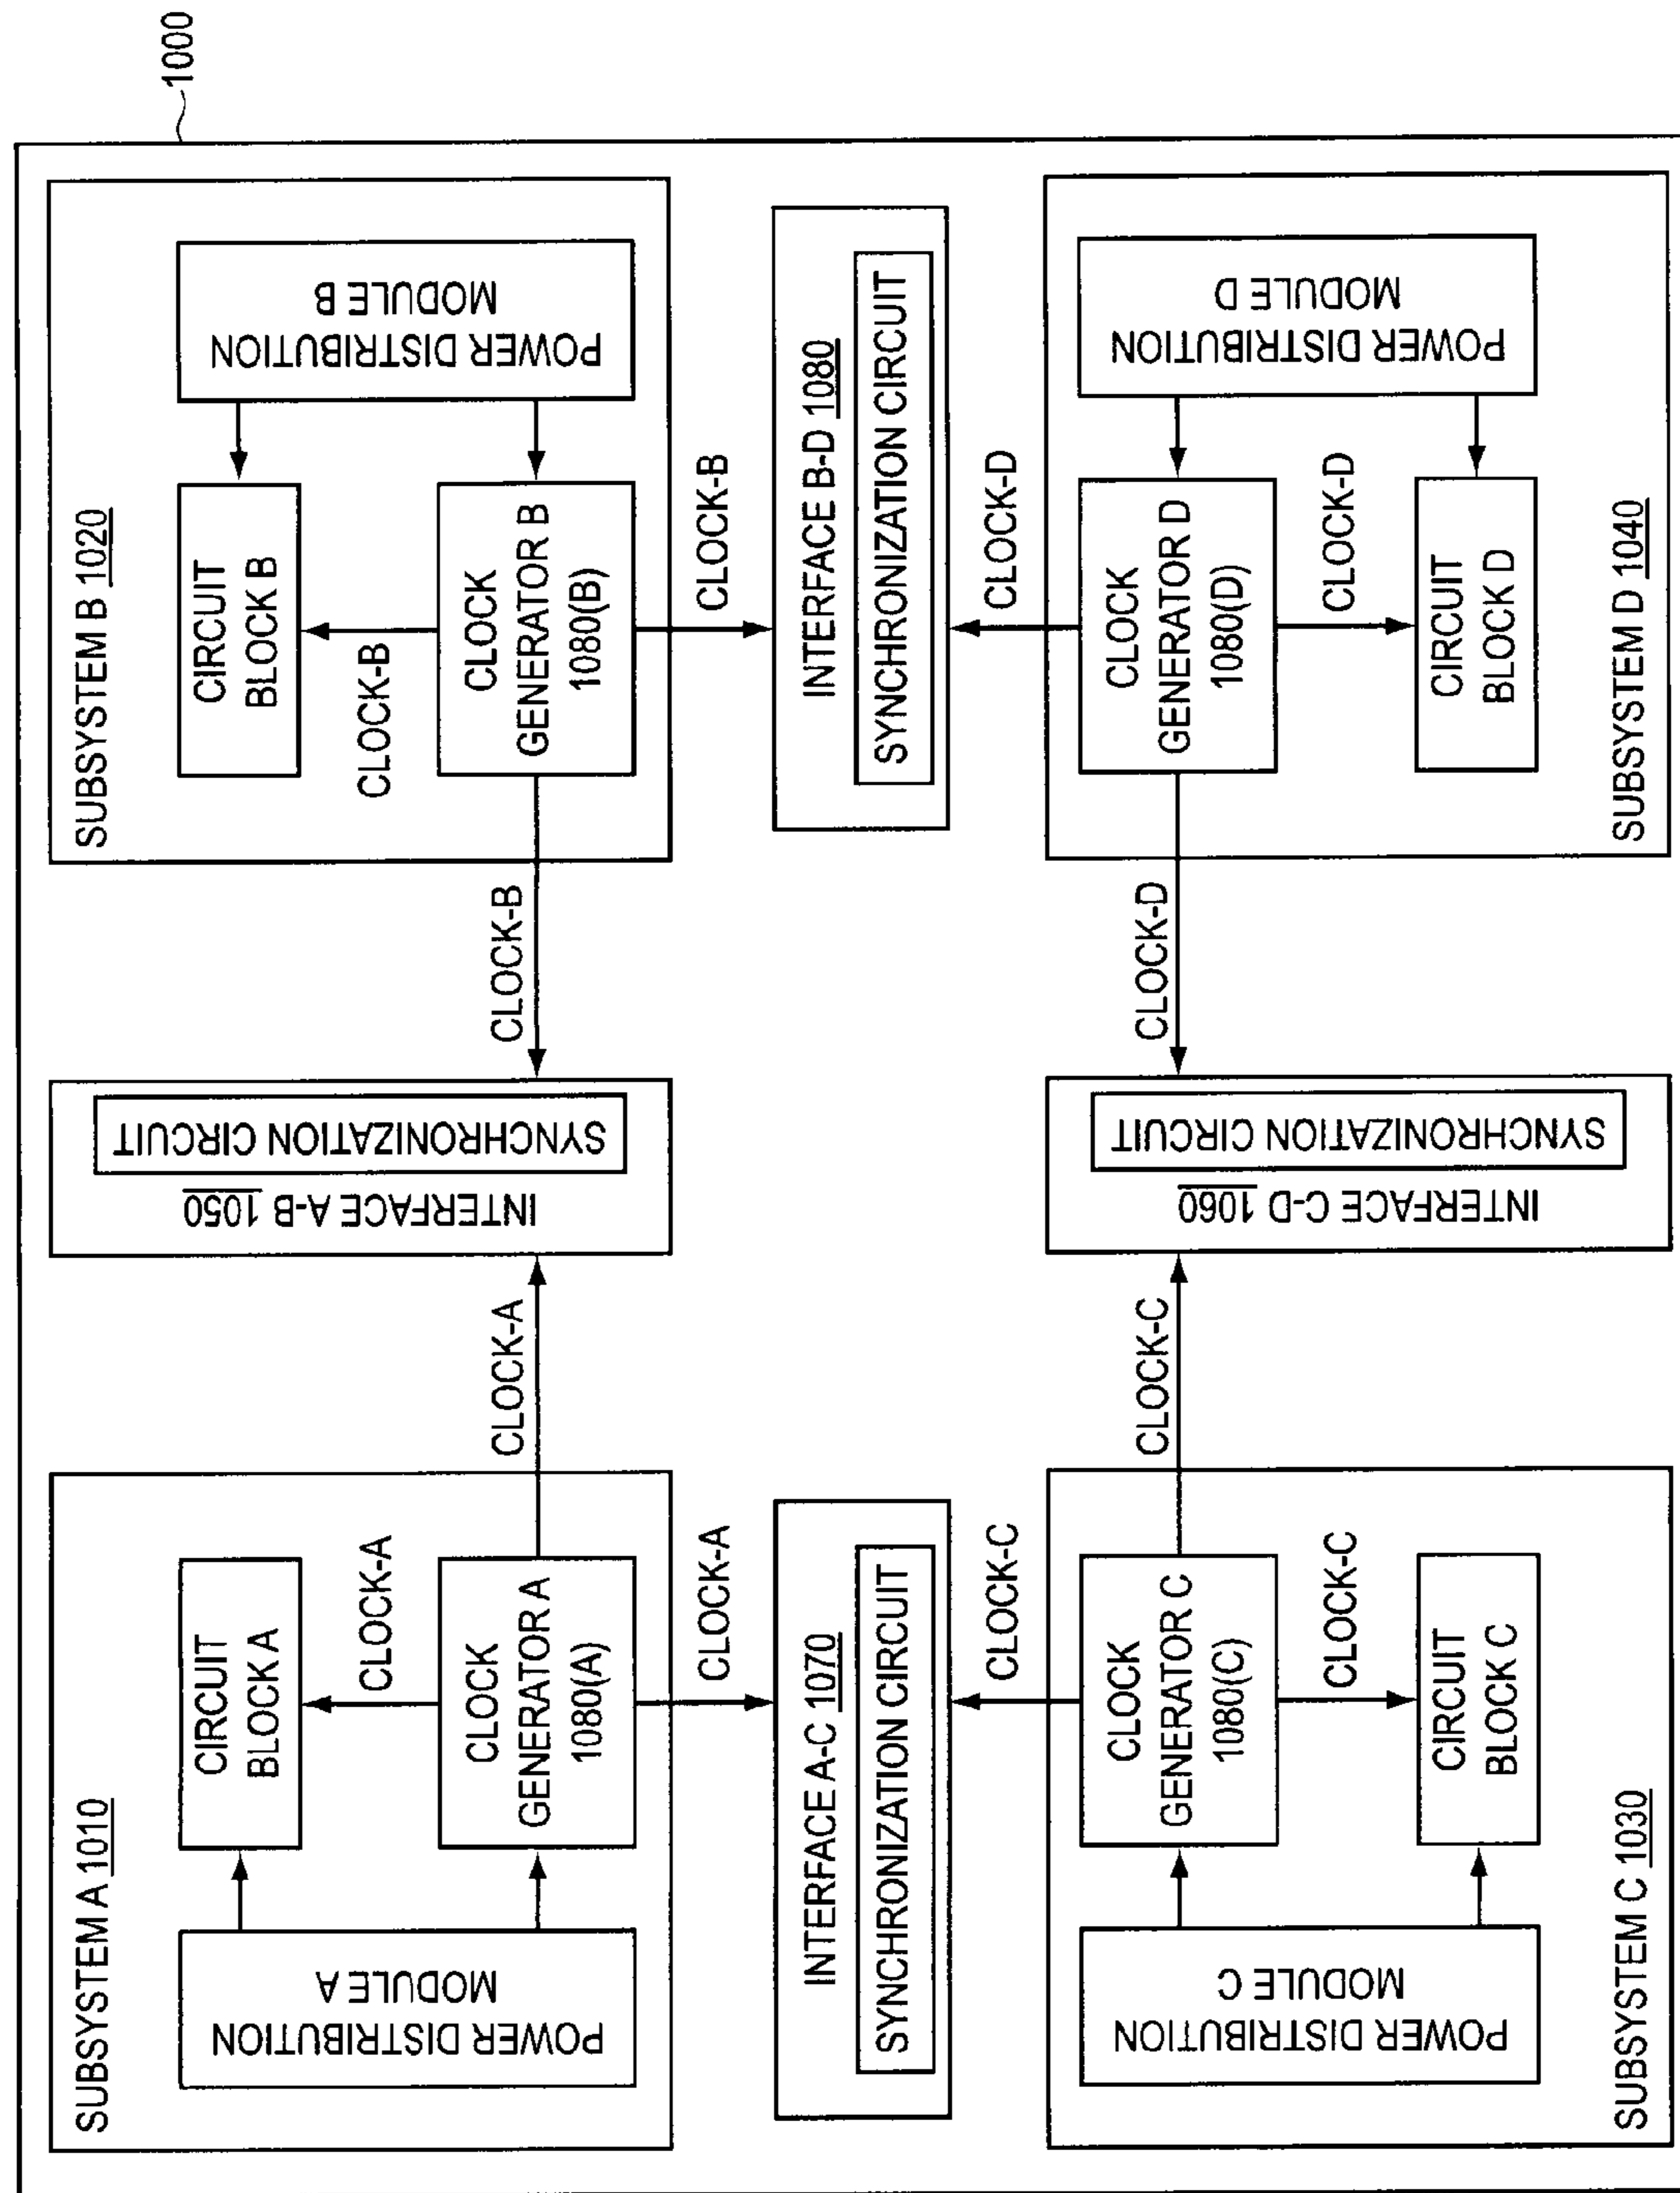 1000
SUBSYSTEM A 1010
POWER DISTRIBUTION
MODULE A
CIRCUIT
BLOCK A
CLOCK-A
CLOCK
GENERATOR A
1080(A)
CLOCK-A
CLOCK-A
INTERFACE A-B 1050
SYNCHRONIZATION CIRCUIT
CLOCK-B
SUBSYSTEM B 1020
CIRCUIT
BLOCK B
CLOCK-B
CLOCK
GENERATOR B
1080(B)
POWER DISTRIBUTION
MODULE B
CLOCK-B
INTERFACE A-C 1070
SYNCHRONIZATION CIRCUIT
INTERFACE B-D 1080
SYNCHRONIZATION CIRCUIT
CLOCK-C
POWER DISTRIBUTION
MODULE C
CLOCK
GENERATOR C
1080(C)
CLOCK-C
CIRCUIT
BLOCK C
SUBSYSTEM C 1030
CLOCK-C
INTERFACE C-D 1060
SYNCHRONIZATION CIRCUIT
CLOCK-D
CLOCK-D
CLOCK
GENERATOR D
1080(D)
CLOCK-D
CIRCUIT
BLOCK D
POWER DISTRIBUTION
MODULE D
SUBSYSTEM D 1040